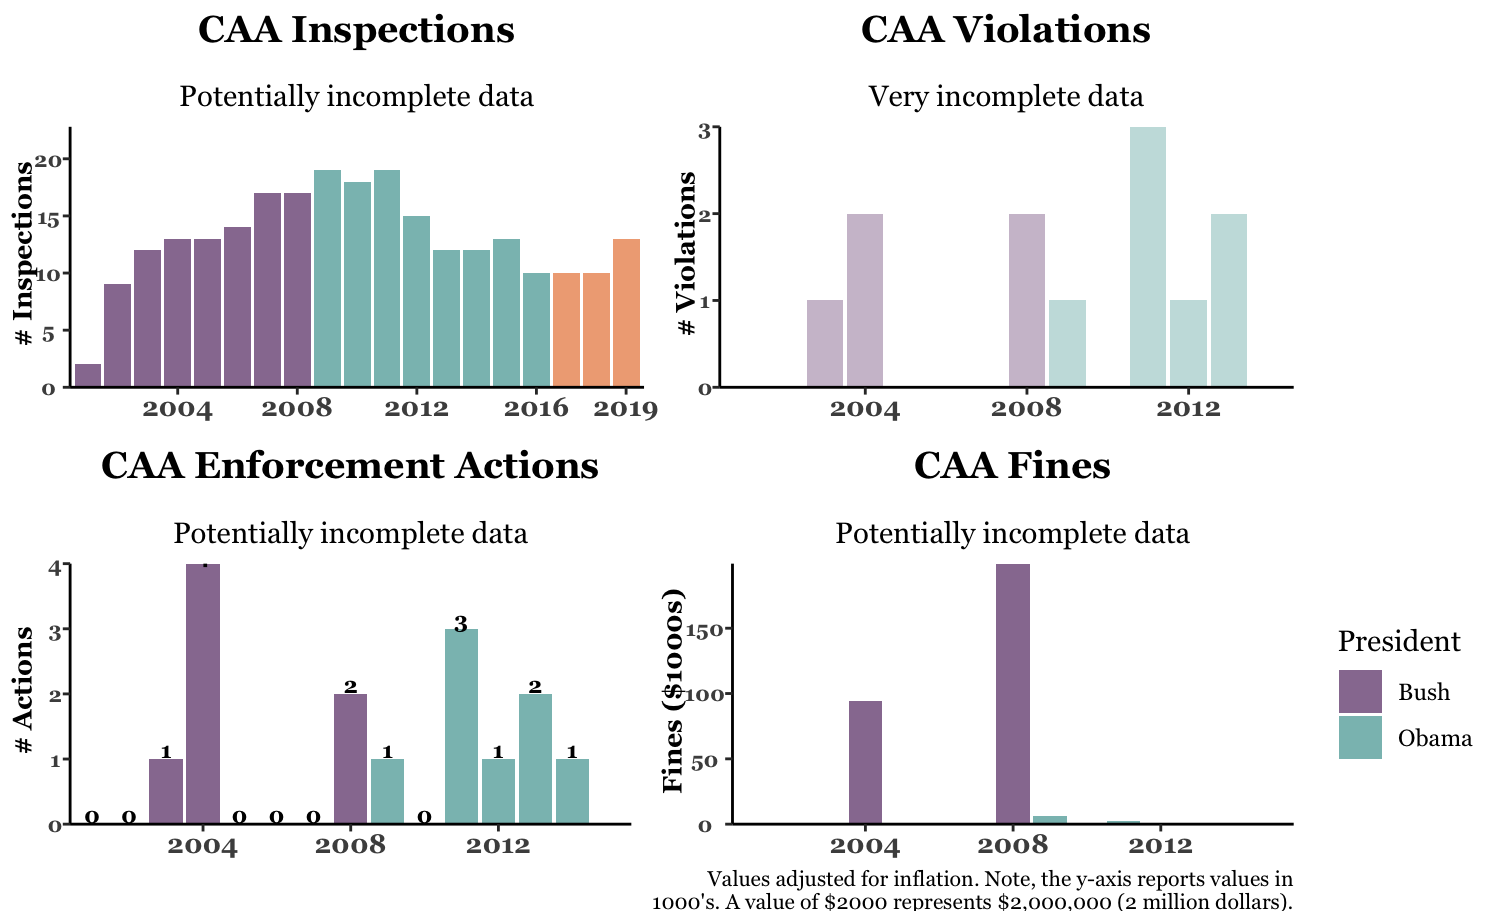 CAA Inspections
Potentially incomplete data
# Inspections
20
15
10
5
0
2004 2008 2012 2016 2019
CAA Violations
Very incomplete data
# Violations
3
2
1
0
2004 2008 2012
CAA Enforcement Actions
Potentially incomplete data
# Actions
4
3
2
1
0
0 0 1 0 0 0 2 1 0 3 1 2 1
2004 2008 2012
CAA Fines
Potentially incomplete data
Fines ($1000s)
150
100
50
0
2004 2008 2012
President
Bush
Obama
Values adjusted for inflation. Note, the y-axis reports values in
1000's. A value of $2000 represents $2,000,000 (2 million dollars).